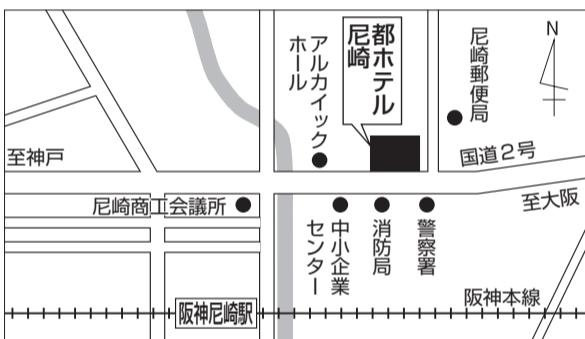 アルカイック
ホール
都ホテル
尼崎
尼崎郵便局
N
至神戸
国道2号
至大阪
尼崎商工会議所
中小企業
センター
消防局
警察署
阪神本線
阪神尼崎駅